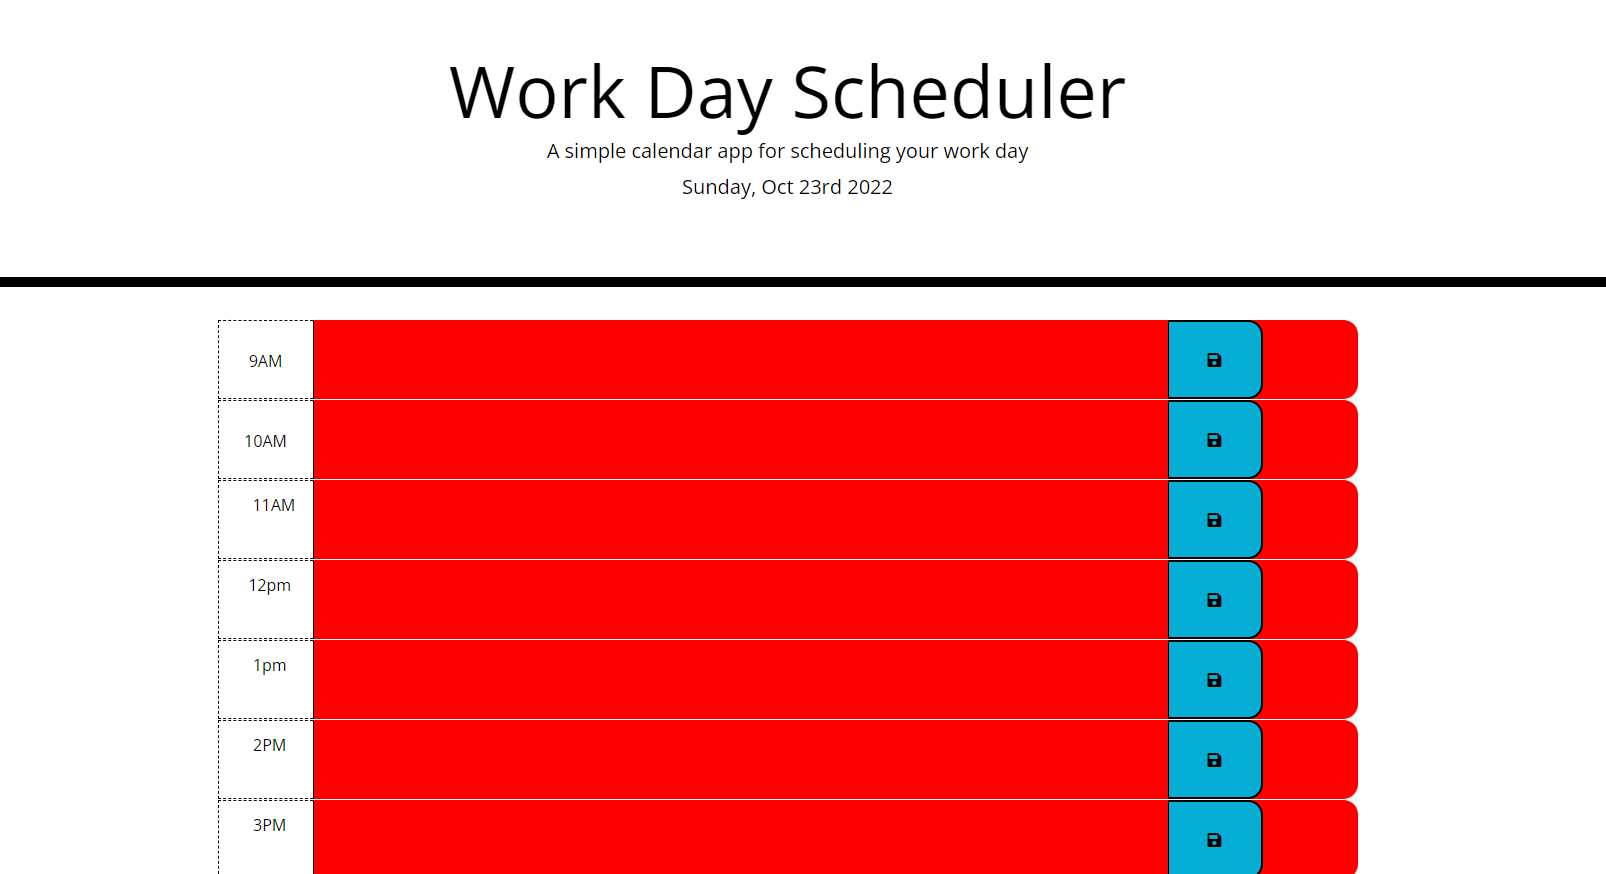 Work Day Scheduler
A simple calendar app for scheduling your work day
Sunday, Oct 23rd 2022
9AM
10AM
11AM
12pm
1pm
2PM
3PM